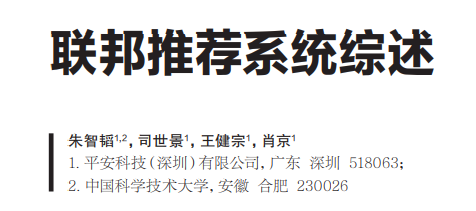 联邦推荐系统综述
朱智韬1,2, 司世景1, 王健宗1, 肖京1
1. 平安科技(深圳)有限公司, 广东 深圳 518063;
2. 中国科学技术大学, 安徽 合肥 230026